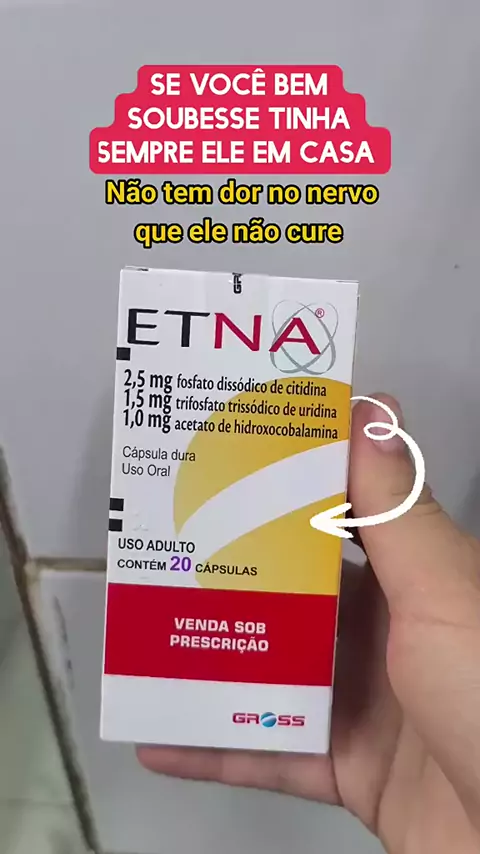 SE VOCÊ BEM
SOUBESSE TINHA
SEMPRE ELE EM CASA
Não tem dor no nervo
que ele não cure
ETNA®
2,5 mg fosfato dissódico de citidina
1,5 mg trifosfato trissódico de uridina
1,0 mg acetato de hidroxocobalamina
Cápsula dura
Uso Oral
USO ADULTO
CONTÉM 20 CÁPSULAS
VENDA SOB
PRESCRIÇÃO
GROSS